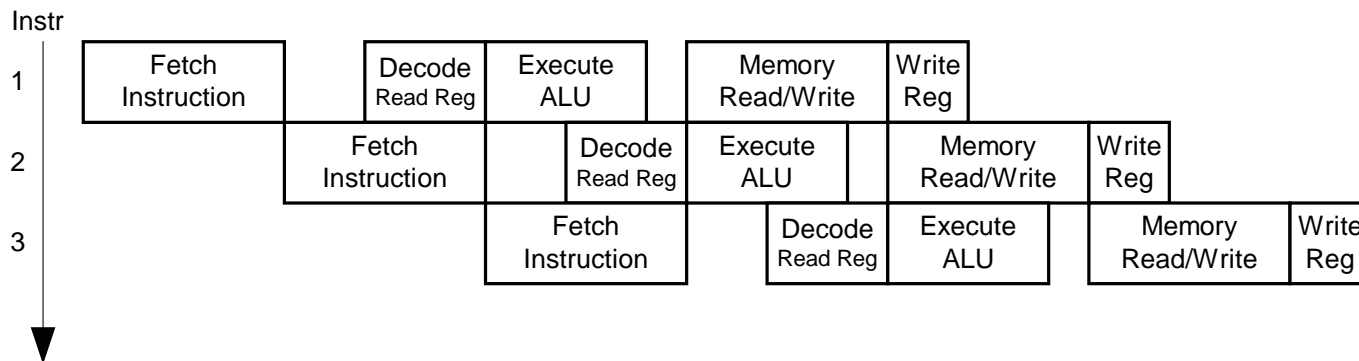 Instr
1
Fetch
Instruction
Decode
Read Reg
Execute
ALU
Memory
Read/Write
Write
Reg
2
Fetch
Instruction
Decode
Read Reg
Execute
ALU
Memory
Read/Write
Write
Reg
3
Fetch
Instruction
Decode
Read Reg
Execute
ALU
Memory
Read/Write
Write
Reg